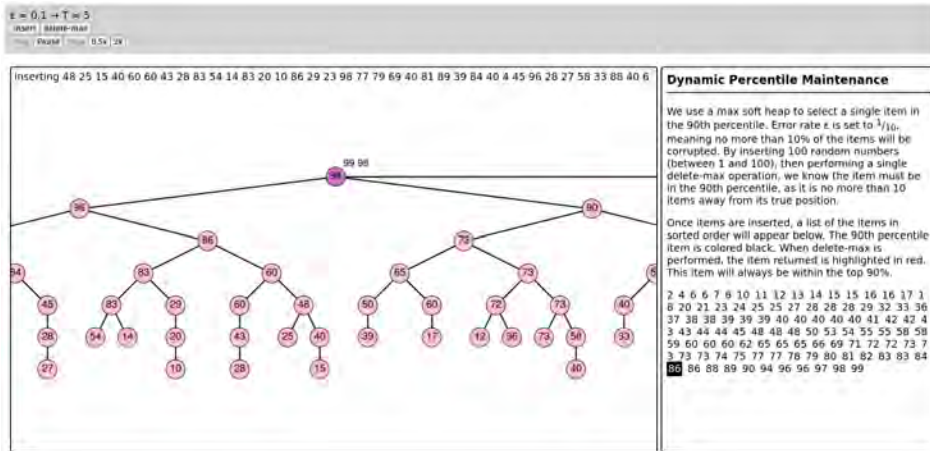 ε = 0.1 → T = 5
insert delete-max
Pause 0.5x 2x
inserting 48 25 15 40 60 60 43 28 83 54 14 83 20 10 86 29 23 98 77 79 69 40 81 89 39 84 40 4 45 96 28 27 58 33 88 40 6
99 98
98
96 90
86 73
84 83 60 65 73
45 83 29 60 48 50 60 72 73 40
28 54 14 20 43 25 40 39 17 12 96 73 58 33
27 10 28 15 40
Dynamic Percentile Maintenance
We use a max soft heap to select a single item in
the 90th percentile. Error rate ε is set to 1/10,
meaning no more than 10% of the items will be
corrupted. By inserting 100 random numbers
(between 1 and 100), then performing a single
delete-max operation, we know the item must be
in the 90th percentile, as it is no more than 10
items away from its true position.
Once items are inserted, a list of the items in
sorted order will appear below. The 90th percentile
item is colored black. When delete-max is
performed, the item returned is highlighted in red.
This item will always be within the top 90%.
2 4 6 6 7 8 10 11 12 13 14 15 15 16 16 17 1
8 20 21 23 24 25 25 27 28 28 28 29 32 33 36
37 38 38 39 39 39 40 40 40 40 40 41 42 42 4
3 43 44 44 45 48 48 48 50 53 54 55 55 58 58
59 60 60 60 62 65 65 65 66 69 71 72 72 73 7
3 73 73 74 75 77 77 78 79 80 81 82 83 83 84
86 86 88 89 90 94 96 96 97 98 99